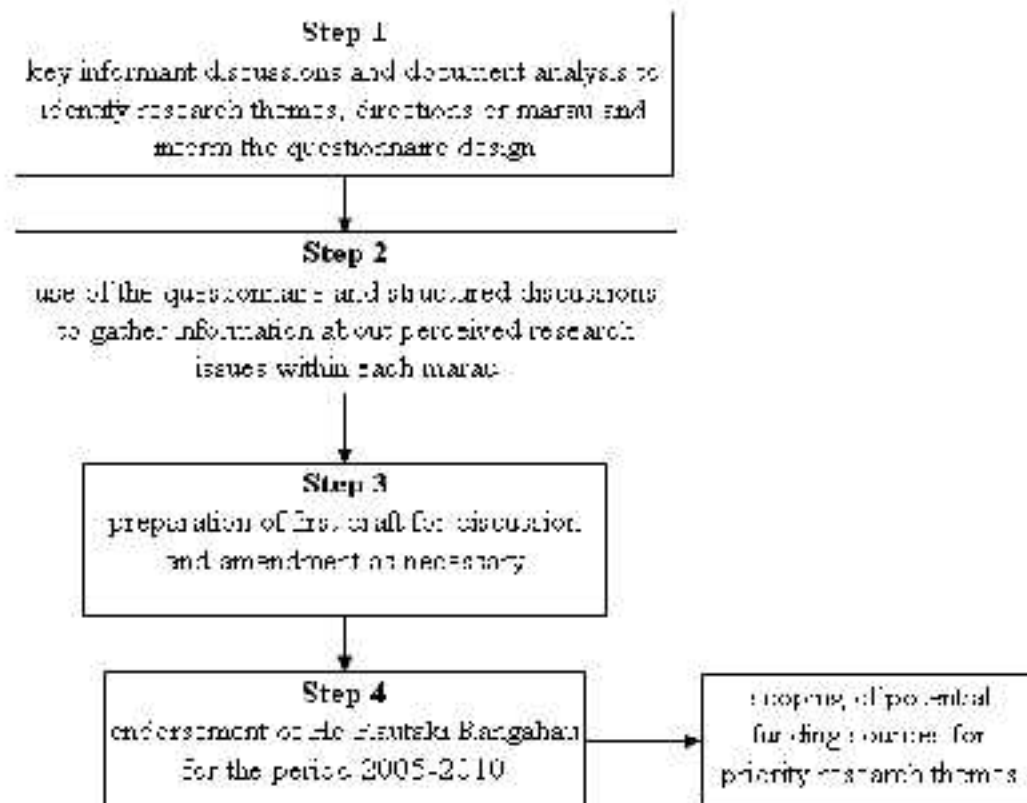 Step 1
key informant discussions and document analysis to
identify research themes, directions of marau and
inform the questionnaire design
Step 2
use of the questionnaire and structured discussions
to gather information about perceived research
issues within each marau
Step 3
preparation of first draft for discussion
and amendment as necessary
Step 4
endorsement of He Rautaki Rangahau
for the period 2005-2010
scoping of potential
funding sources for
priority research themes